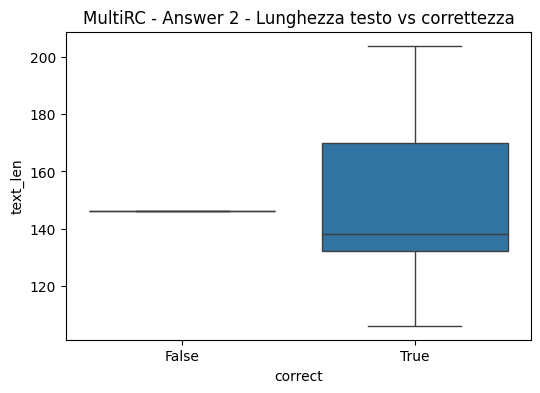 MultiRC - Answer 2 - Lunghezza testo vs correttezza
200
180
160
140
120
text_len
False
True
correct